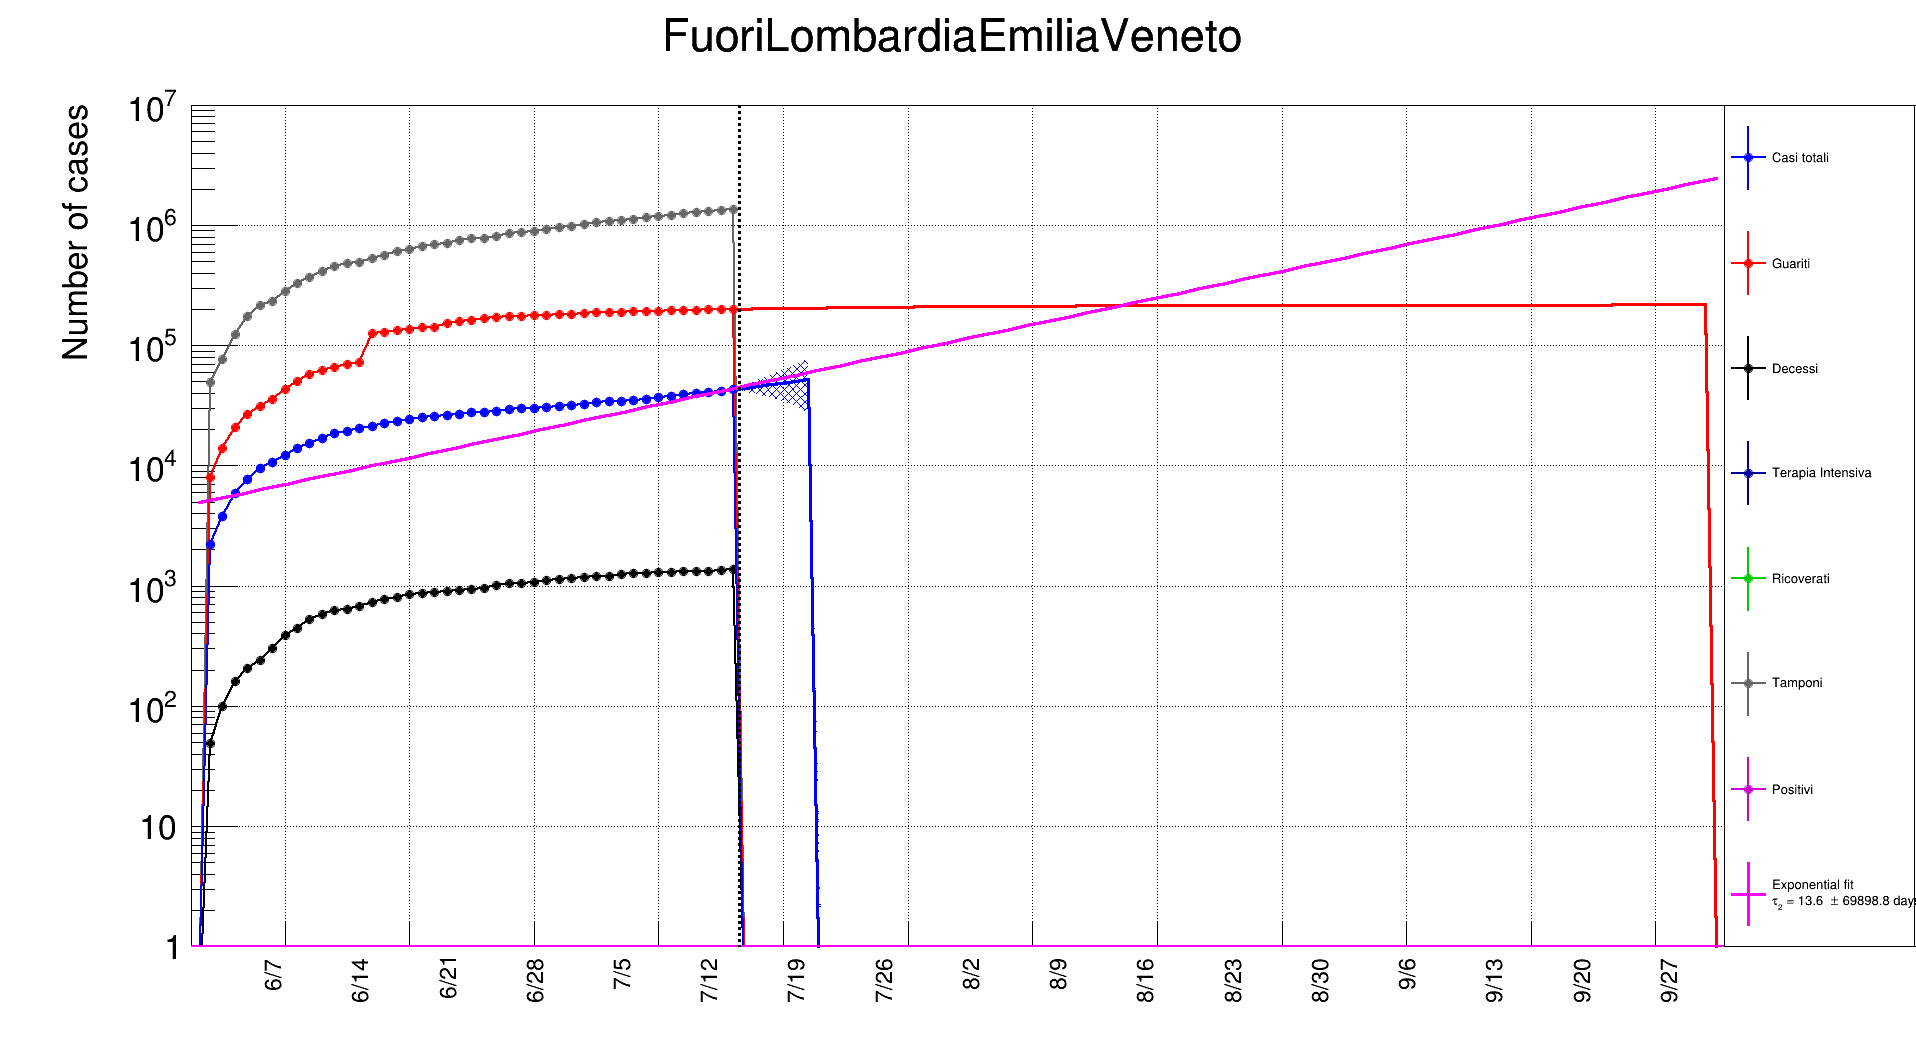 FuoriLombardiaEmiliaVeneto
Number of cases
10^7
10^6
10^5
10^4
10^3
10^2
10
1
6/7
6/14
6/21
6/28
7/5
7/12
7/19
7/26
8/2
8/9
8/16
8/23
8/30
9/6
9/13
9/20
9/27
Casi totali
Guariti
Decessi
Terapia Intensiva
Ricoverati
Tamponi
Positivi
Exponential fit
τ₂ = 13.6 ± 69898.8 day